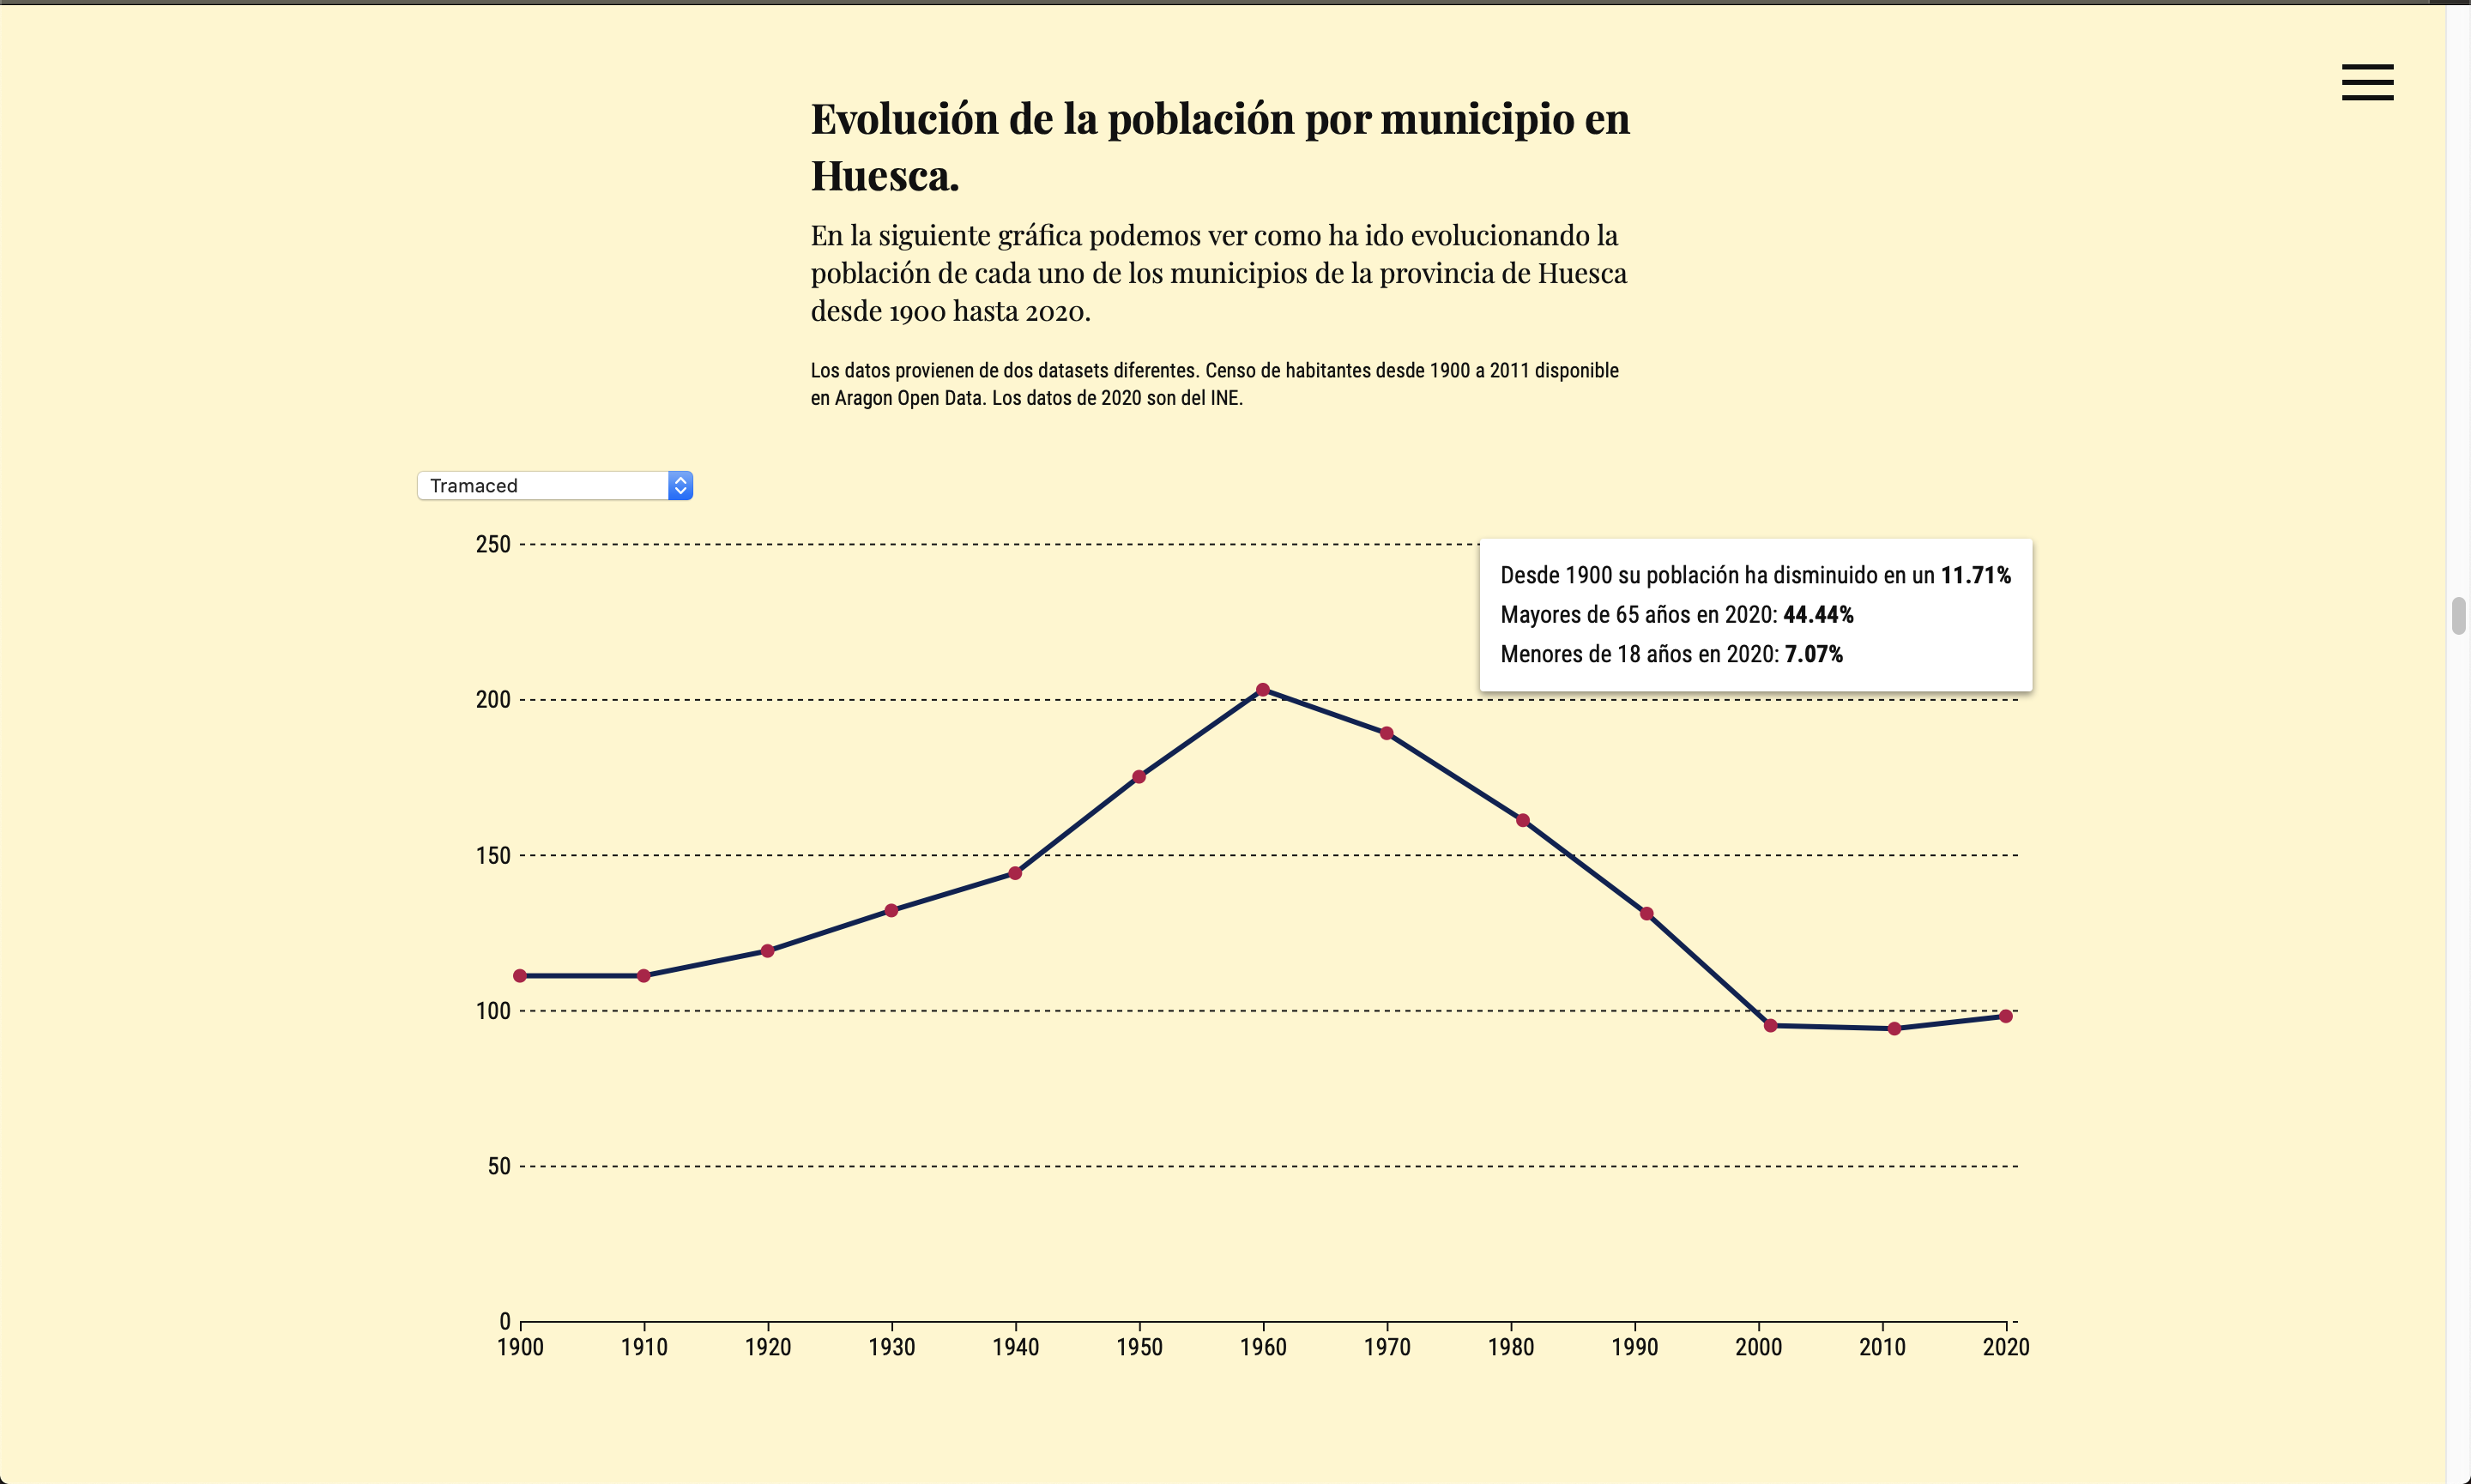 Evolución de la población por municipio en
Huesca.
En la siguiente gráfica podemos ver como ha ido evolucionando la
población de cada uno de los municipios de la provincia de Huesca
desde 1900 hasta 2020.
Los datos provienen de dos datasets diferentes. Censo de habitantes desde 1900 a 2011 disponible
en Aragon Open Data. Los datos de 2020 son del INE.
Tramaced
250
Desde 1900 su población ha disminuido en un 11.71%
Mayores de 65 años en 2020: 44.44%
Menores de 18 años en 2020: 7.07%
200
150
100
50
0
1900 1910 1920 1930 1940 1950 1960 1970 1980 1990 2000 2010 2020